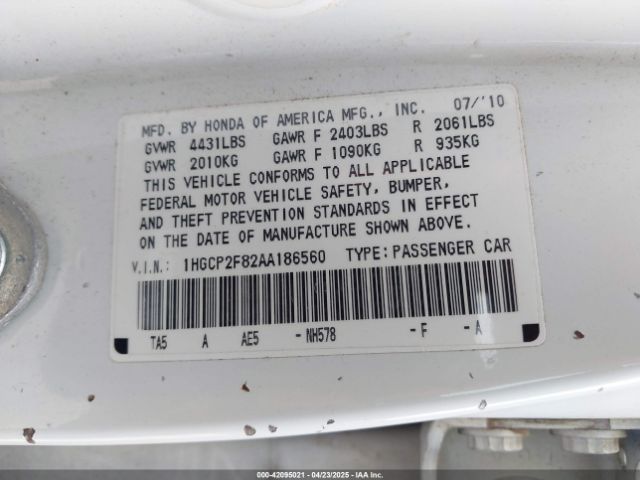 MFD. BY HONDA OF AMERICA MFG., INC. 07/'10
GVWR 4431LBS GAWR F 2403LBS R 2061LBS
GVWR 2010KG GAWR F 1090KG R 935KG
THIS VEHICLE CONFORMS TO ALL APPLICABLE
FEDERAL MOTOR VEHICLE SAFETY, BUMPER,
AND THEFT PREVENTION STANDARDS IN EFFECT
ON THE DATE OF MANUFACTURE SHOWN ABOVE.
V.I.N.: 1HGCP2F82AA186560 TYPE:PASSENGER CAR
TA5 A AE5 -NH578 -F -A
000-42095021 - 04/23/2025 - IAAI.COM